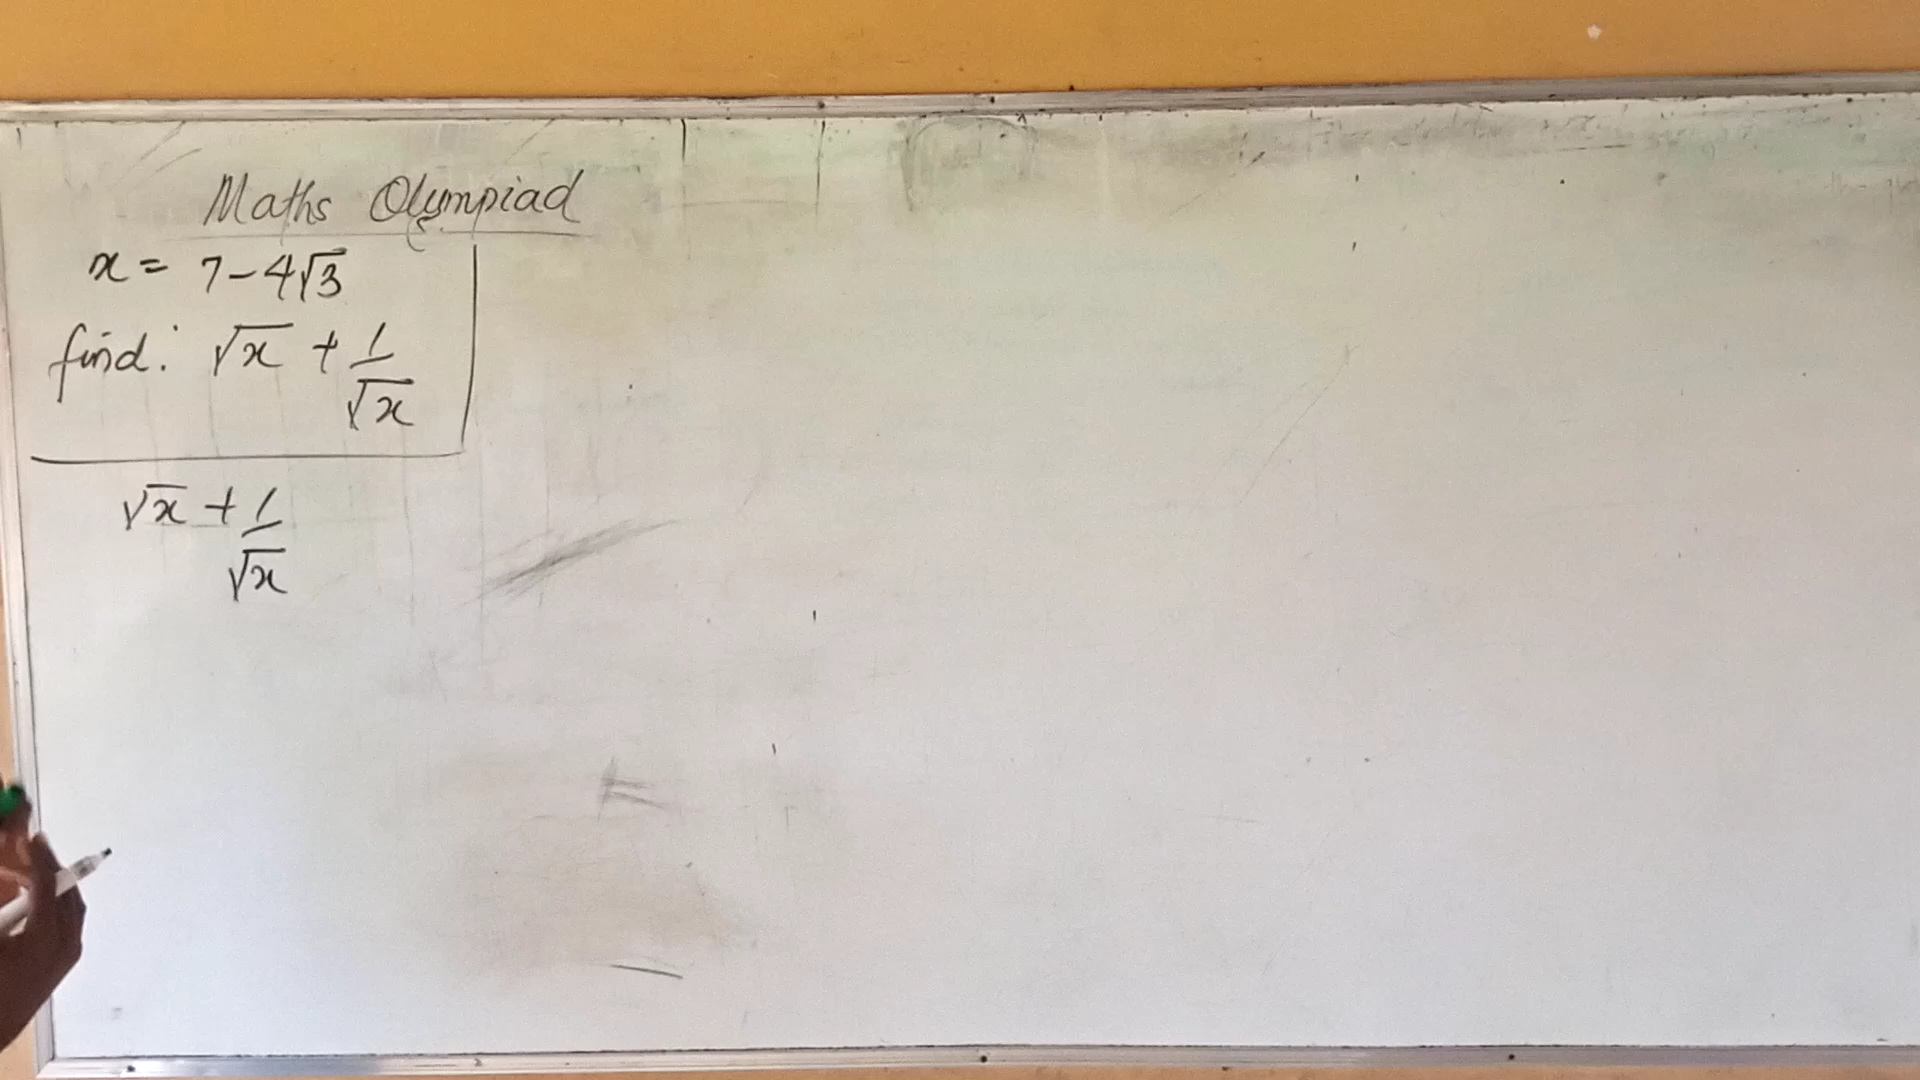 Maths Olympiad
x = 7-4√3
find: √x + 1/√x
√x + 1/√x